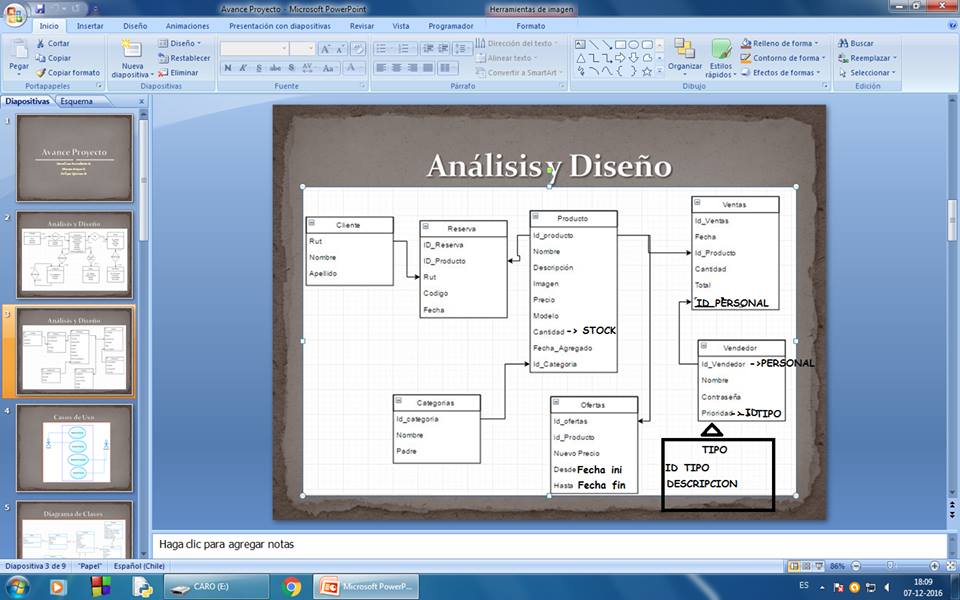 Avance Proyecto - Microsoft PowerPoint
Herramientas de imagen
Inicio
Insertar
Diseño
Animaciones
Presentación con diapositivas
Revisar
Vista
Programador
Formato
Pegar
Cortar
Copiar
Copiar formato
Portapapeles
Nueva diapositiva
Diseño
Restablecer
Eliminar
Diapositivas
N K S abc S AV Aa A
Fuente
Dirección del texto
Alinear texto
Convertir a SmartArt
Párrafo
Organizar
Estilos rápidos
Relleno de forma
Contorno de forma
Efectos de formas
Dibujo
Buscar
Reemplazar
Seleccionar
Edición
Diapositivas
Esquema
1
Avance Proyecto
2
Análisis y Diseño
3
Análisis y Diseño
4
Casos de Uso
5
Diagrama de Clases
Análisis y Diseño
Cliente
Rut
Nombre
Apellido
Reserva
ID_Reserva
ID_Producto
Rut
Codigo
Fecha
Producto
Id_producto
Nombre
Descripción
Imagen
Precio
Modelo
Cantidad -> STOCK
Fecha_Agregado
Id_Categoria
Ventas
Id_Ventas
Fecha
Id_Producto
Cantidad
Total
ID_PERSONAL
Vendedor
Id_Vendedor ->PERSONAL
Nombre
Contraseña
Prioridad->IDTIPO
Categorias
Id_categoria
Nombre
Padre
Ofertas
Id_ofertas
id_Producto
Nuevo Precio
Desde Fecha ini
Hasta Fecha fin
TIPO
ID TIPO
DESCRIPCION
Haga clic para agregar notas
Diapositiva 3 de 9
"Papel"
Español (Chile)
86%
CARO (E:)
Microsoft PowerP...
ES
18:09
07-12-2016